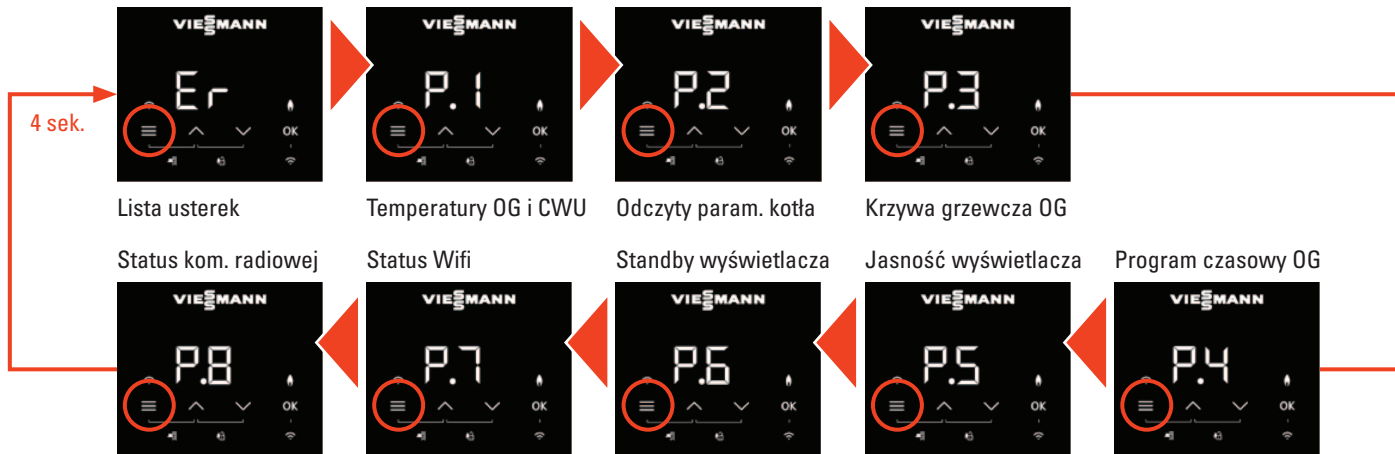 VIESMANN VIESMANN VIESMANN VIESMANN
Er P.1 P.2 P.3
4 sek.
OK OK OK OK
Lista usterek Temperatury OG i CWU Odczyty param. kotła Krzywa grzewcza OG
Status kom. radiowej Status Wifi Standby wyświetlacza Jasność wyświetlacza Program czasowy OG
VIESMANN VIESMANN VIESMANN VIESMANN VIESMANN
P.8 P.7 P.6 P.5 P.4
OK OK OK OK OK